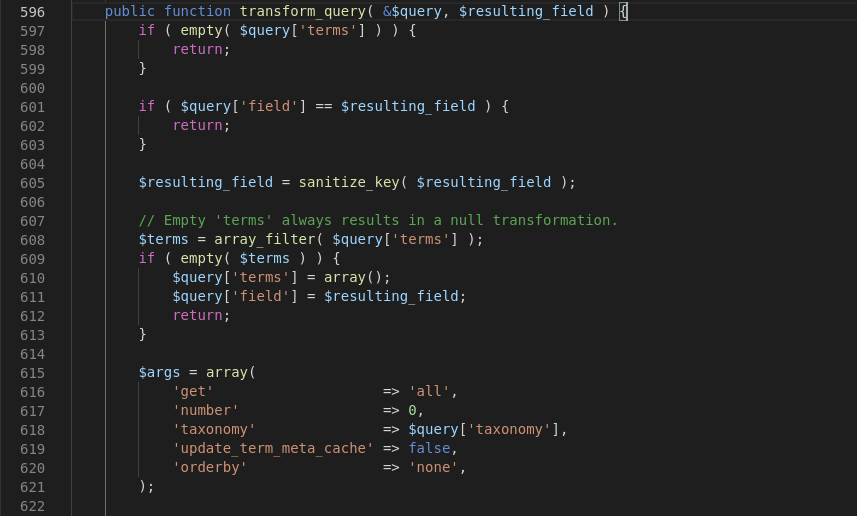 596 public function transform_query( &$query, $resulting_field ) {
597 if ( empty( $query['terms'] ) ) {
598 return;
599 }
600
601 if ( $query['field'] == $resulting_field ) {
602 return;
603 }
604
605 $resulting_field = sanitize_key( $resulting_field );
606
607 // Empty 'terms' always results in a null transformation.
608 $terms = array_filter( $query['terms'] );
609 if ( empty( $terms ) ) {
610 $query['terms'] = array();
611 $query['field'] = $resulting_field;
612 return;
613 }
614
615 $args = array(
616 'get' => 'all',
617 'number' => 0,
618 'taxonomy' => $query['taxonomy'],
619 'update_term_meta_cache' => false,
620 'orderby' => 'none',
621 );
622